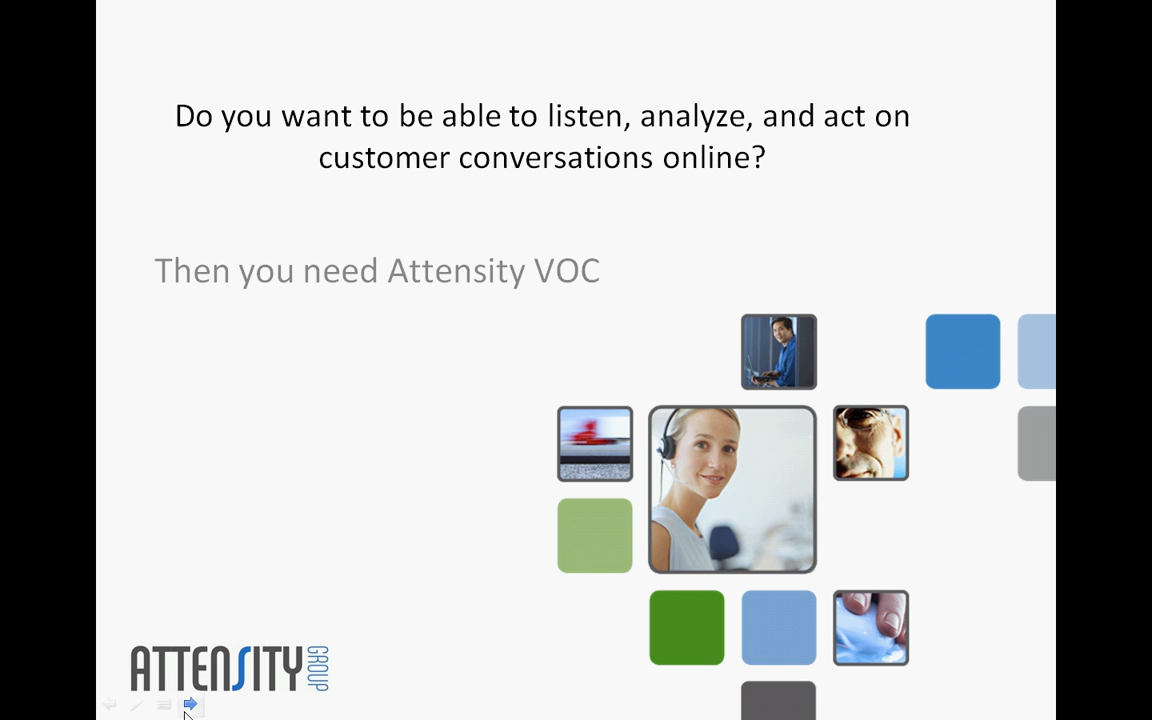 Do you want to be able to listen, analyze, and act on
customer conversations online?
Then you need Attensity VOC
ATTENSITY GROUP